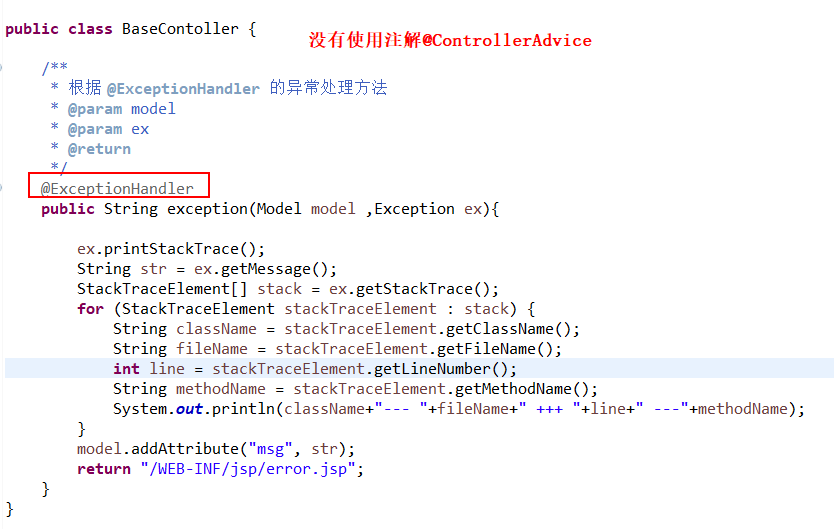 public class BaseContoller {
没有使用注解@ControllerAdvice
/**
* 根据 @ExceptionHandler 的异常处理方法
* @param model
* @param ex
* @return
*/
@ExceptionHandler
public String exception(Model model ,Exception ex){
ex.printStackTrace();
String str = ex.getMessage();
StackTraceElement[] stack = ex.getStackTrace();
for (StackTraceElement stackTraceElement : stack) {
String className = stackTraceElement.getClassName();
String fileName = stackTraceElement.getFileName();
int line = stackTraceElement.getLineNumber();
String methodName = stackTraceElement.getMethodName();
System.out.println(className+"--- "+fileName+" +++ "+line+" ---"+methodName);
}
model.addAttribute("msg", str);
return "/WEB-INF/jsp/error.jsp";
}
}